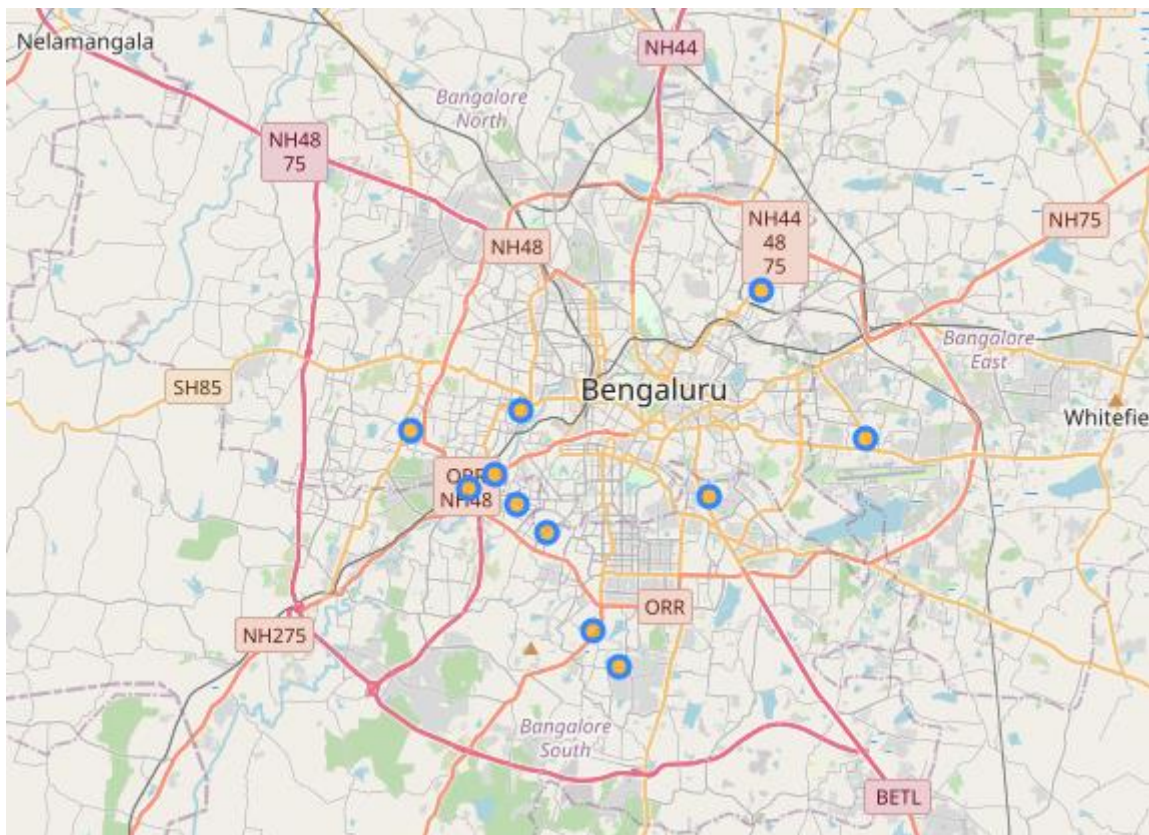 Nelamangala
NH44
Bangalore
North
NH48
75
NH44
48
75
NH75
NH48
Bangalore
East
SH85
Bengaluru
Whitefie
ORR
NH48
ORR
NH275
Bangalore
South
BETL